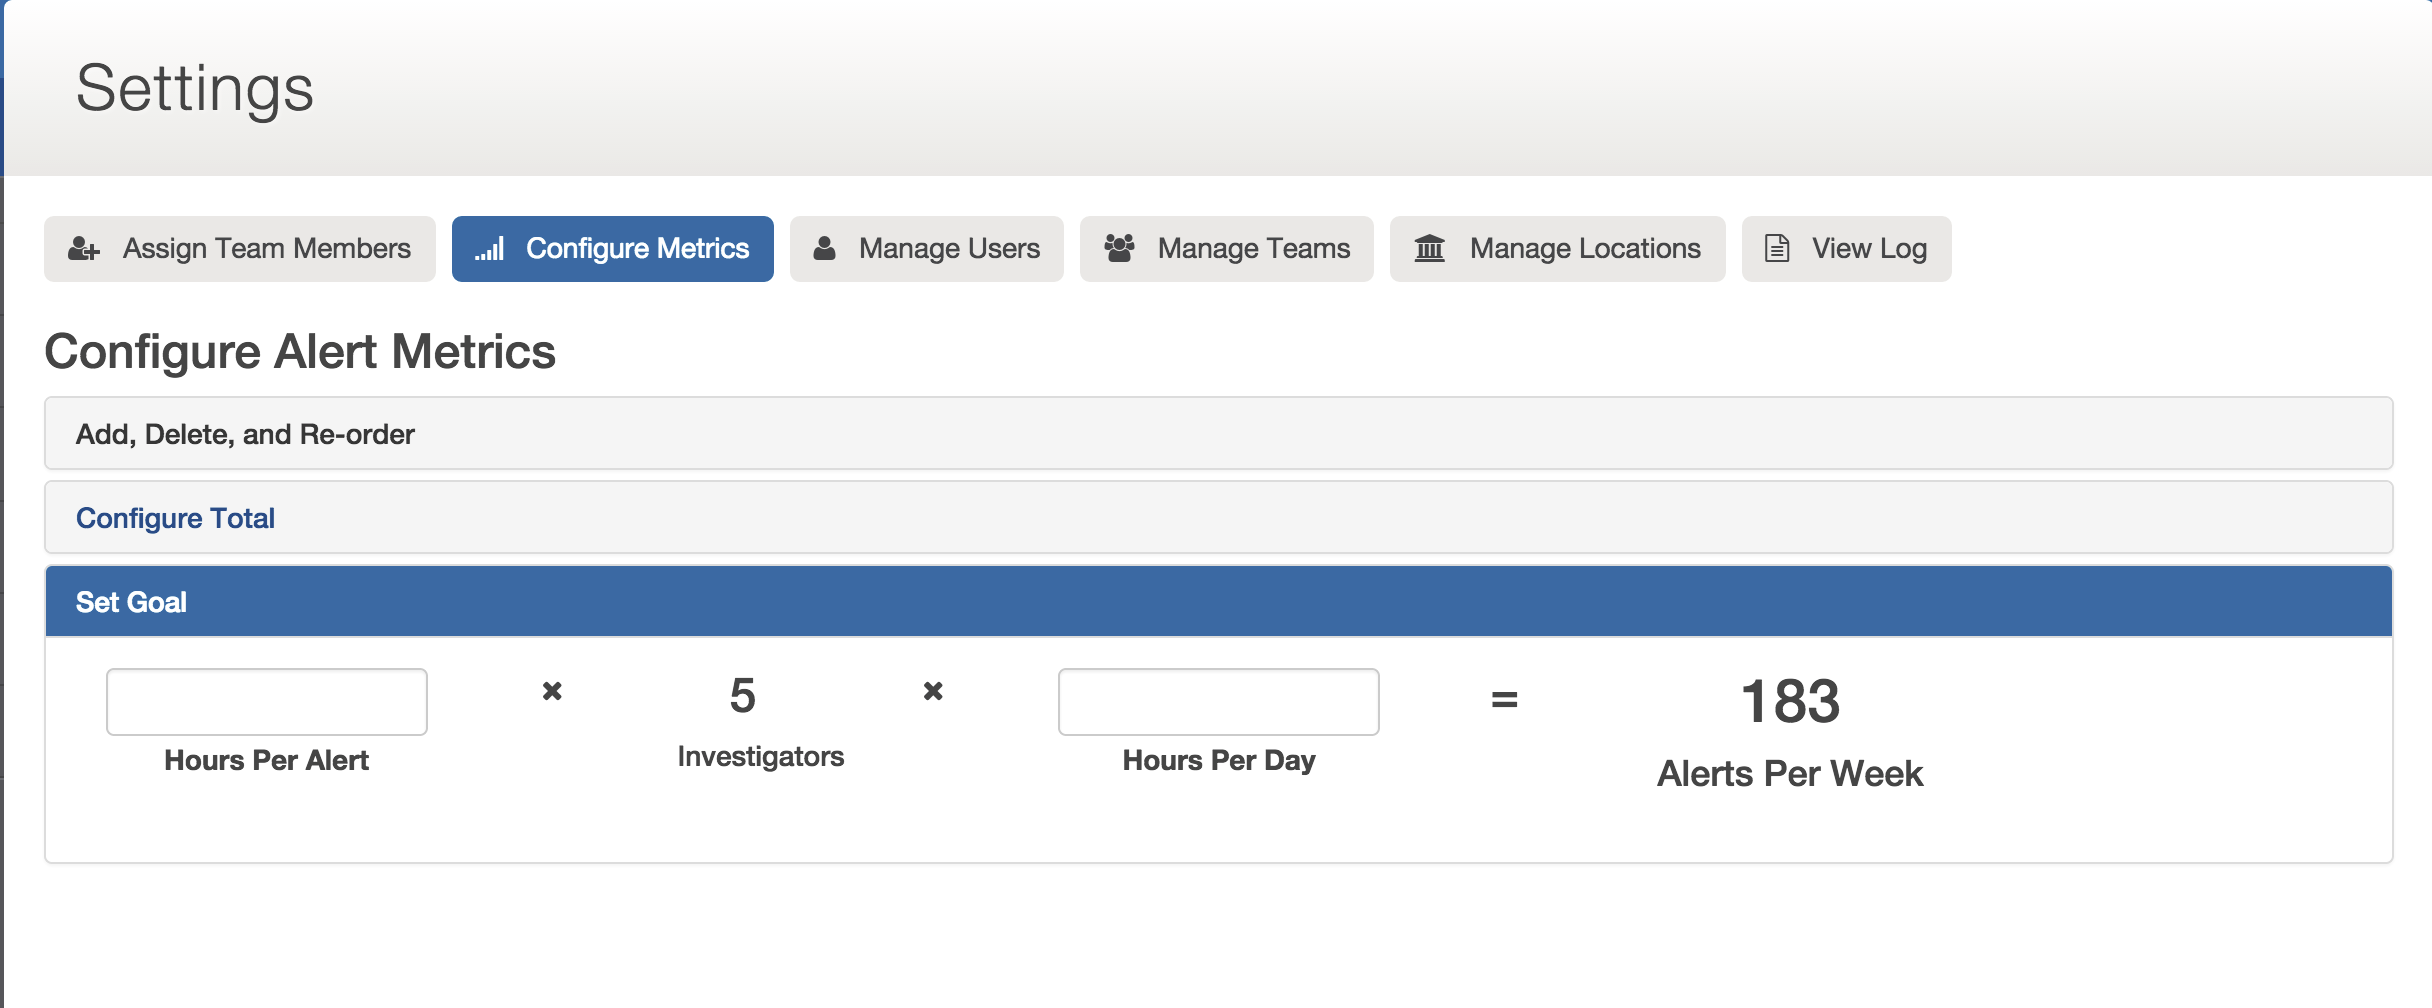 Settings
Assign Team Members Configure Metrics Manage Users Manage Teams Manage Locations View Log
Configure Alert Metrics
Add, Delete, and Re-order
Configure Total
Set Goal
× 5 × = 183
Hours Per Alert Investigators Hours Per Day Alerts Per Week